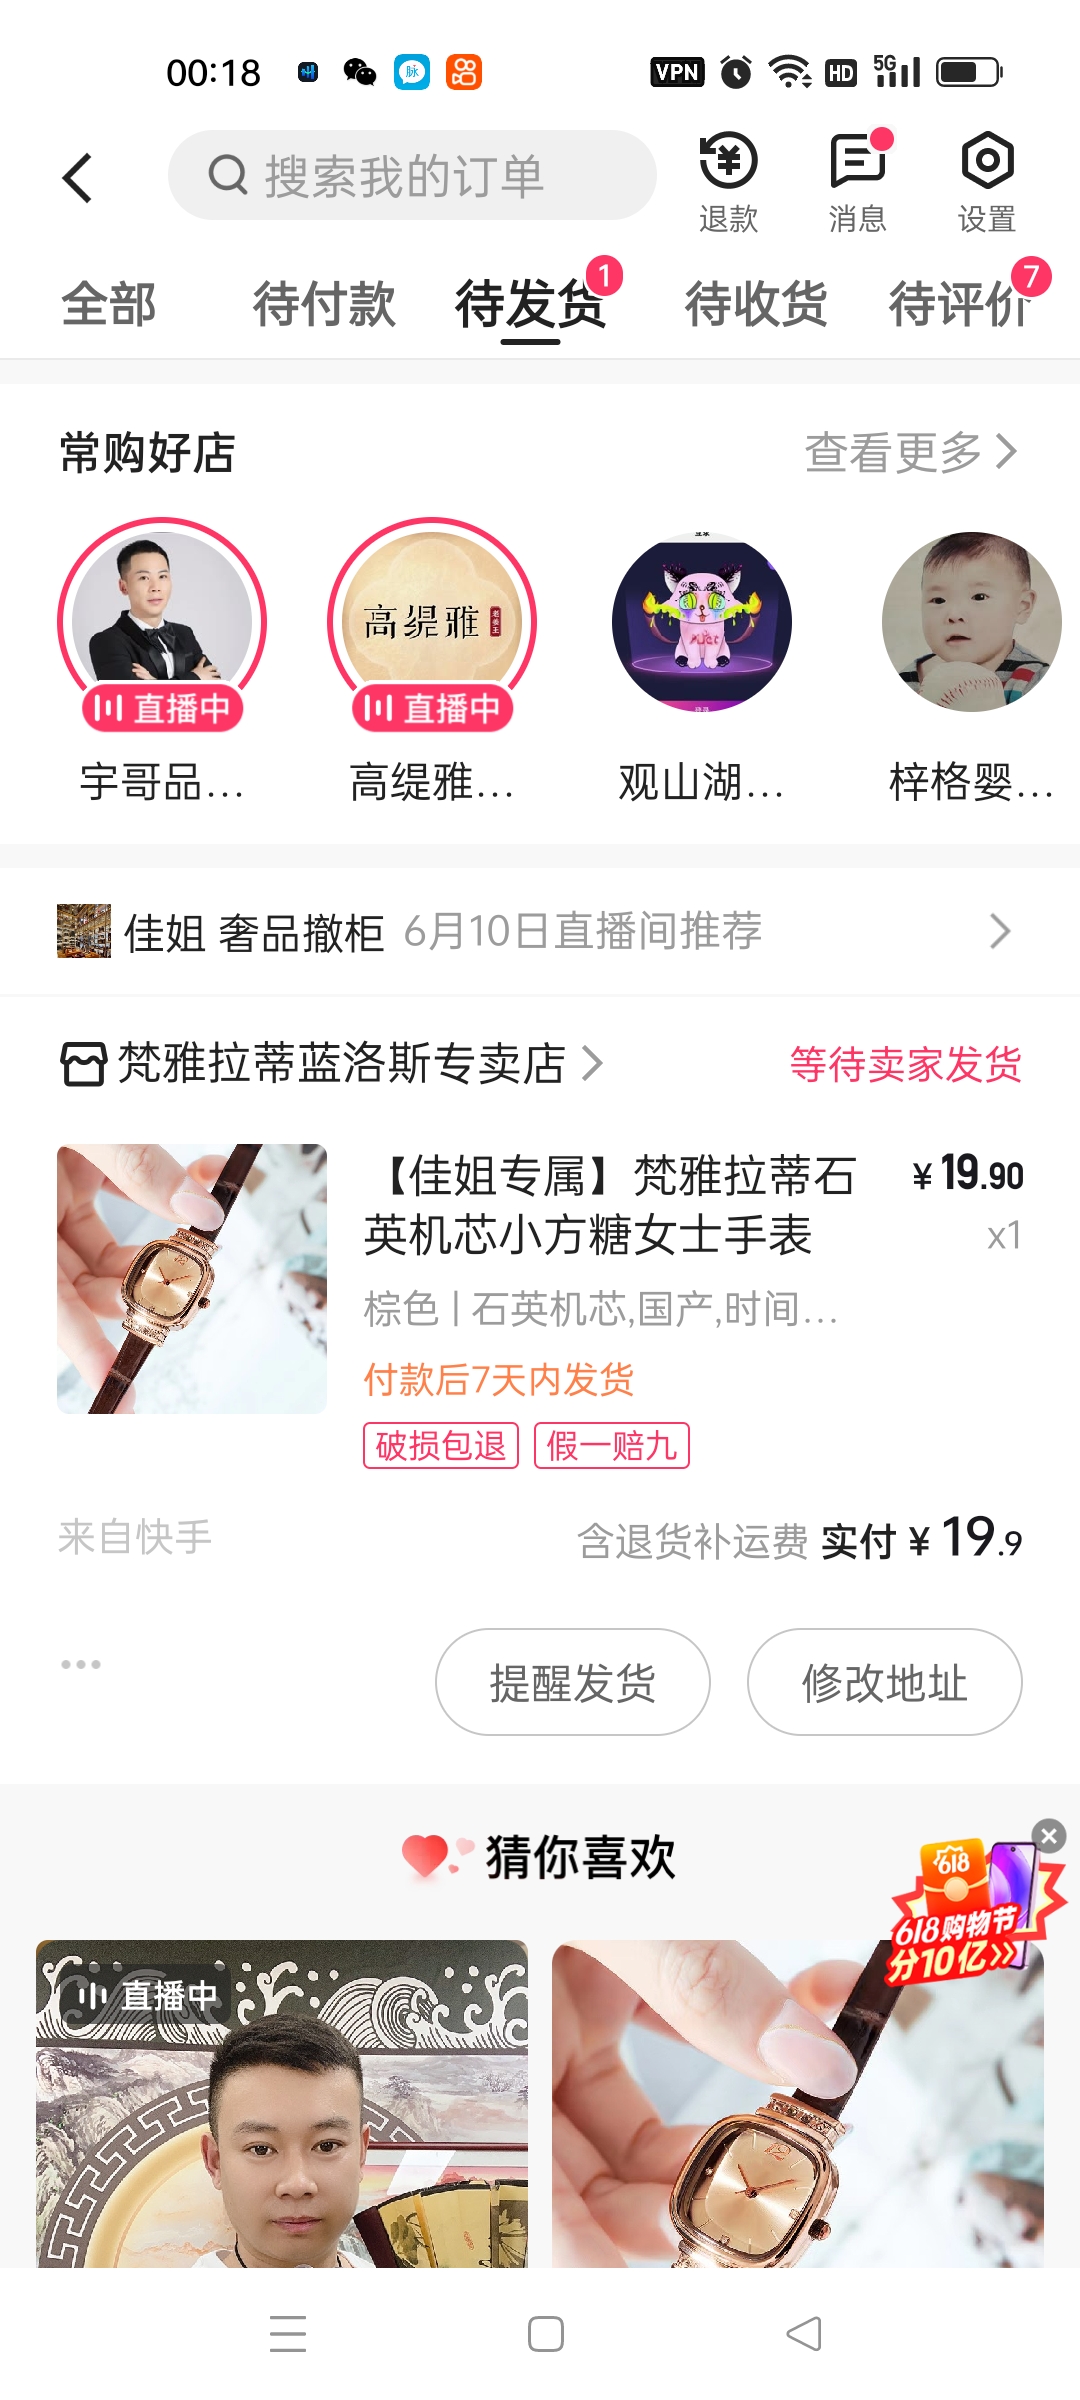 00:18
VPN
HD
5G
搜索我的订单
退款
消息
设置
全部
待付款
待发货
1
待收货
待评价
7
常购好店
查看更多
高缇雅
直播中
直播中
宇哥品...
高缇雅...
观山湖...
梓格婴...
佳姐 奢品撤柜 6月10日直播间推荐
梵雅拉蒂蓝洛斯专卖店
等待卖家发货
【佳姐专属】梵雅拉蒂石
英机芯小方糖女士手表
¥19.90
x1
棕色 | 石英机芯,国产,时间...
付款后7天内发货
破损包退
假一赔九
来自快手
含退货补运费 实付 ¥19.9
提醒发货
修改地址
猜你喜欢
618
618购物节
分10亿
直播中